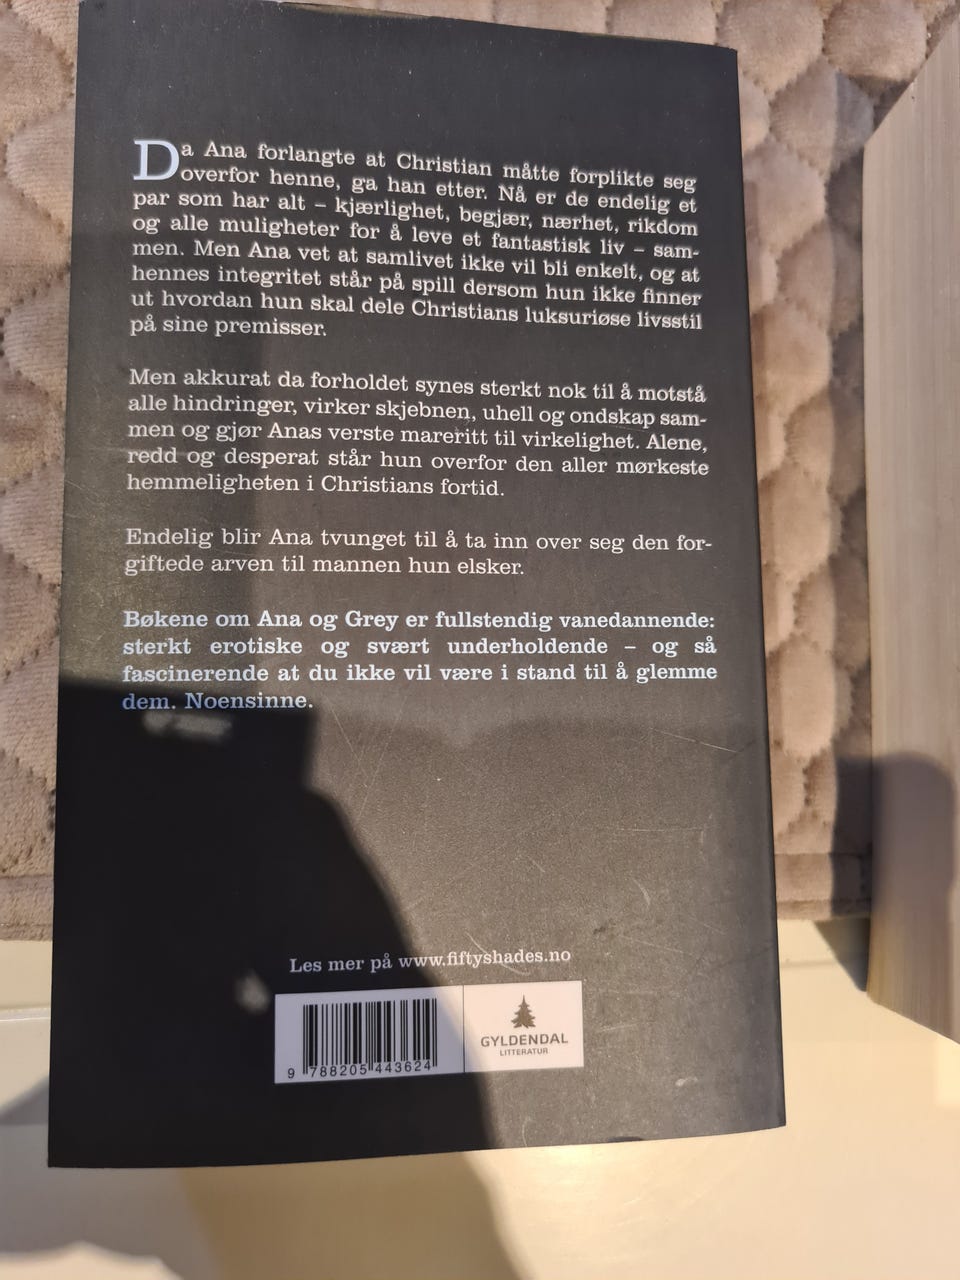 Da Ana forlangte at Christian måtte forplikte seg
overfor henne, ga han etter. Nå er de endelig et
par som har alt – kjærlighet, begjær, nærhet, rikdom
og alle muligheter for å leve et fantastisk liv – sam-
men. Men Ana vet at samlivet ikke vil bli enkelt, og at
hennes integritet står på spill dersom hun ikke finner
ut hvordan hun skal dele Christians luksuriøse livsstil
på sine premisser.
Men akkurat da forholdet synes sterkt nok til å motstå
alle hindringer, virker skjebnen, uhell og ondskap sam-
men og gjør Anas verste mareritt til virkelighet. Alene,
redd og desperat står hun overfor den aller mørkeste
hemmeligheten i Christians fortid.
Endelig blir Ana tvunget til å ta inn over seg den for-
giftede arven til mannen hun elsker.
Bøkene om Ana og Grey er fullstendig vanedannende:
sterkt erotiske og svært underholdende – og så
fascinerende at du ikke vil være i stand til å glemme
dem. Noensinne.
Les mer på www.fiftyshades.no
9 788205 443624
GYLDENDAL
LITTERATUR